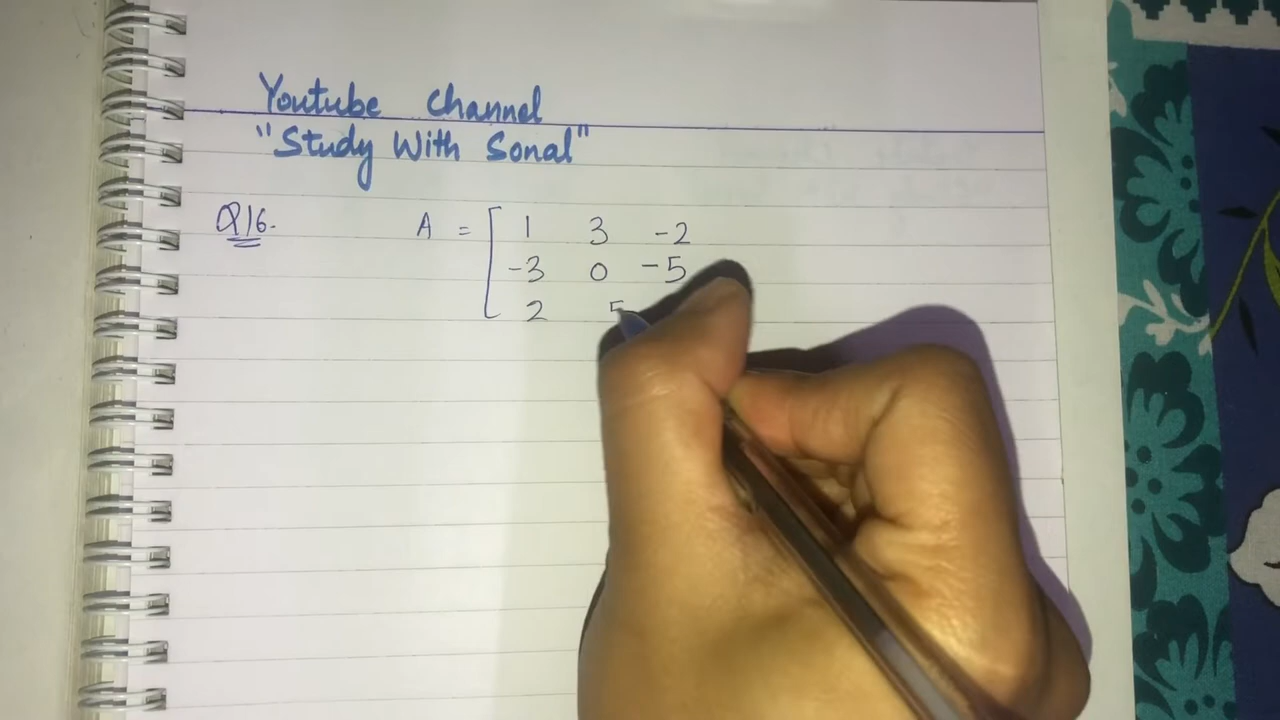 Youtube Channel
"Study With Sonal"
Q16. A = [ 1 3 -2
-3 0 -5
2 5